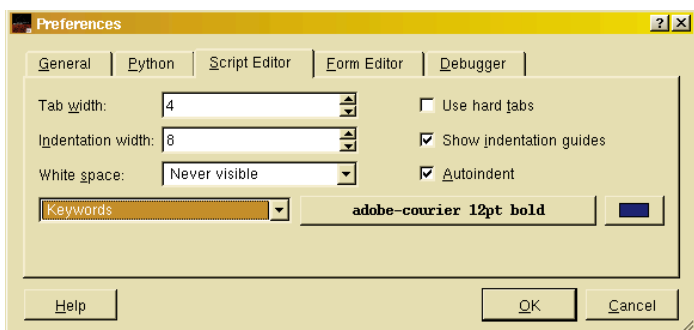 Preferences
General Python Script Editor Form Editor Debugger
Tab width: 4 Use hard tabs
Indentation width: 8 Show indentation guides
White space: Never visible Autoindent
Keywords adobe-courier 12pt bold
Help OK Cancel